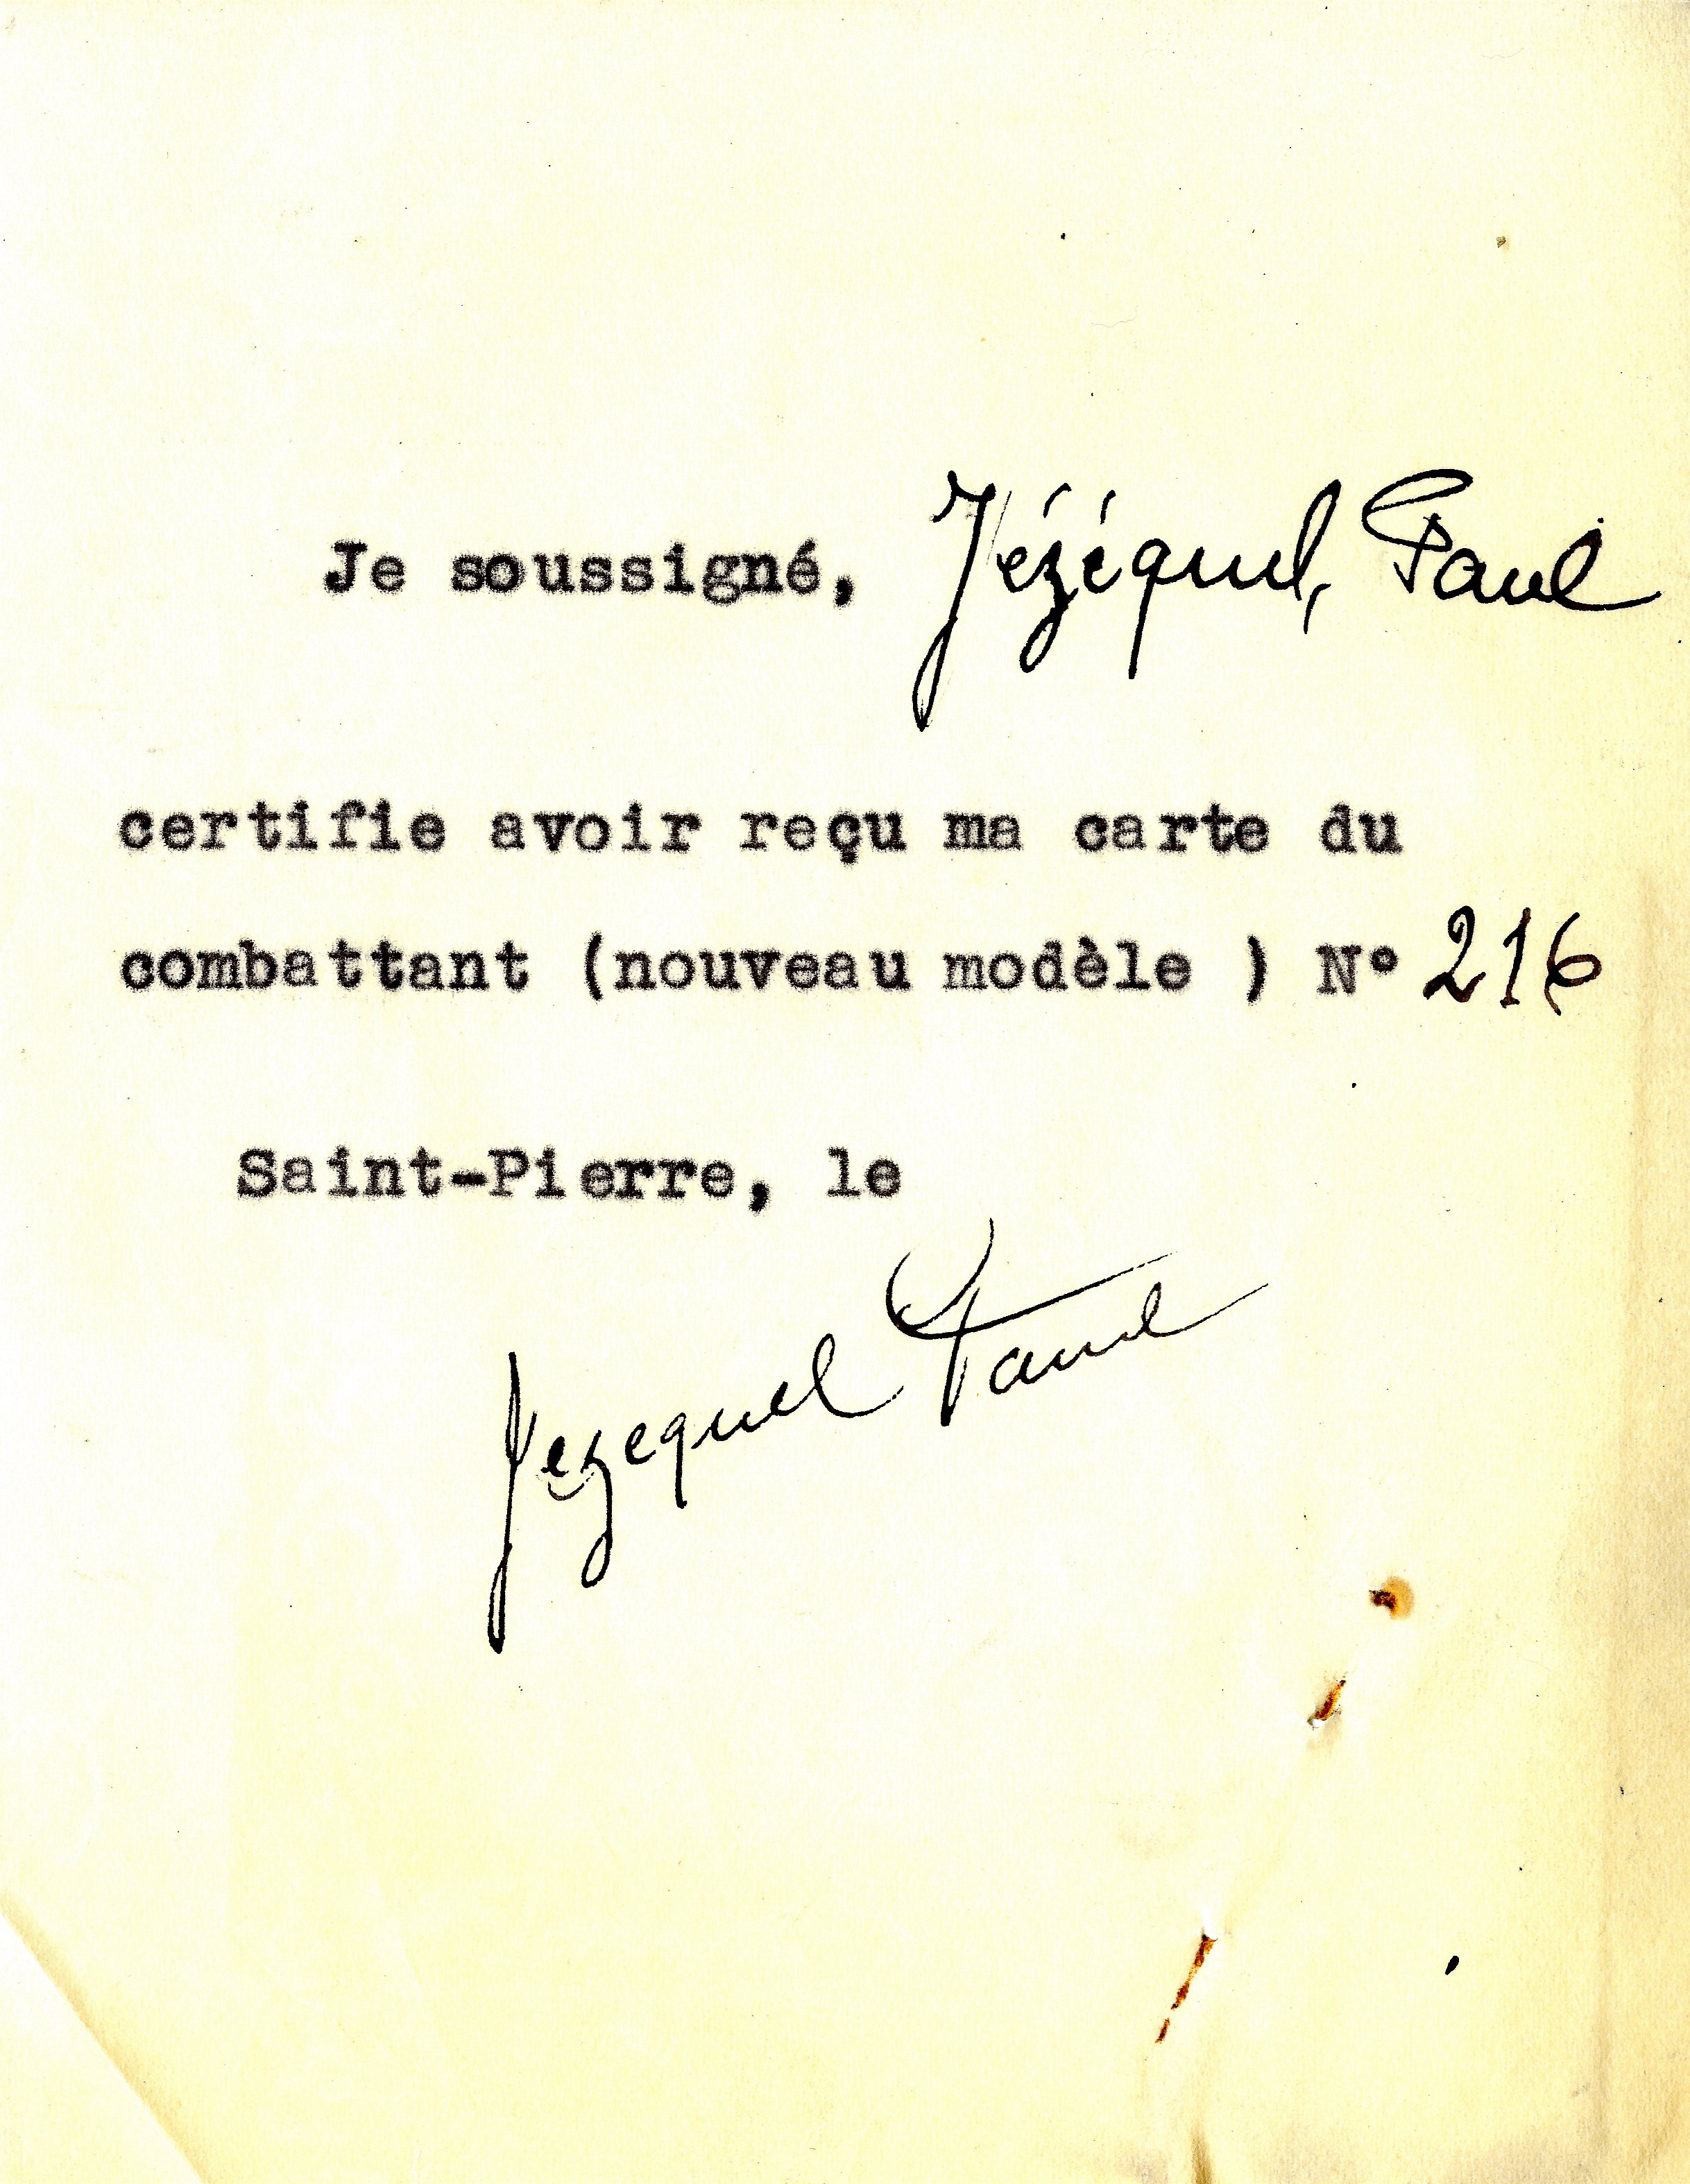 Je soussigné, Jézéquel, Paul
certifie avoir reçu ma carte du
combattant (nouveau modèle ) N° 216
Saint-Pierre, le
Jezequel Paul